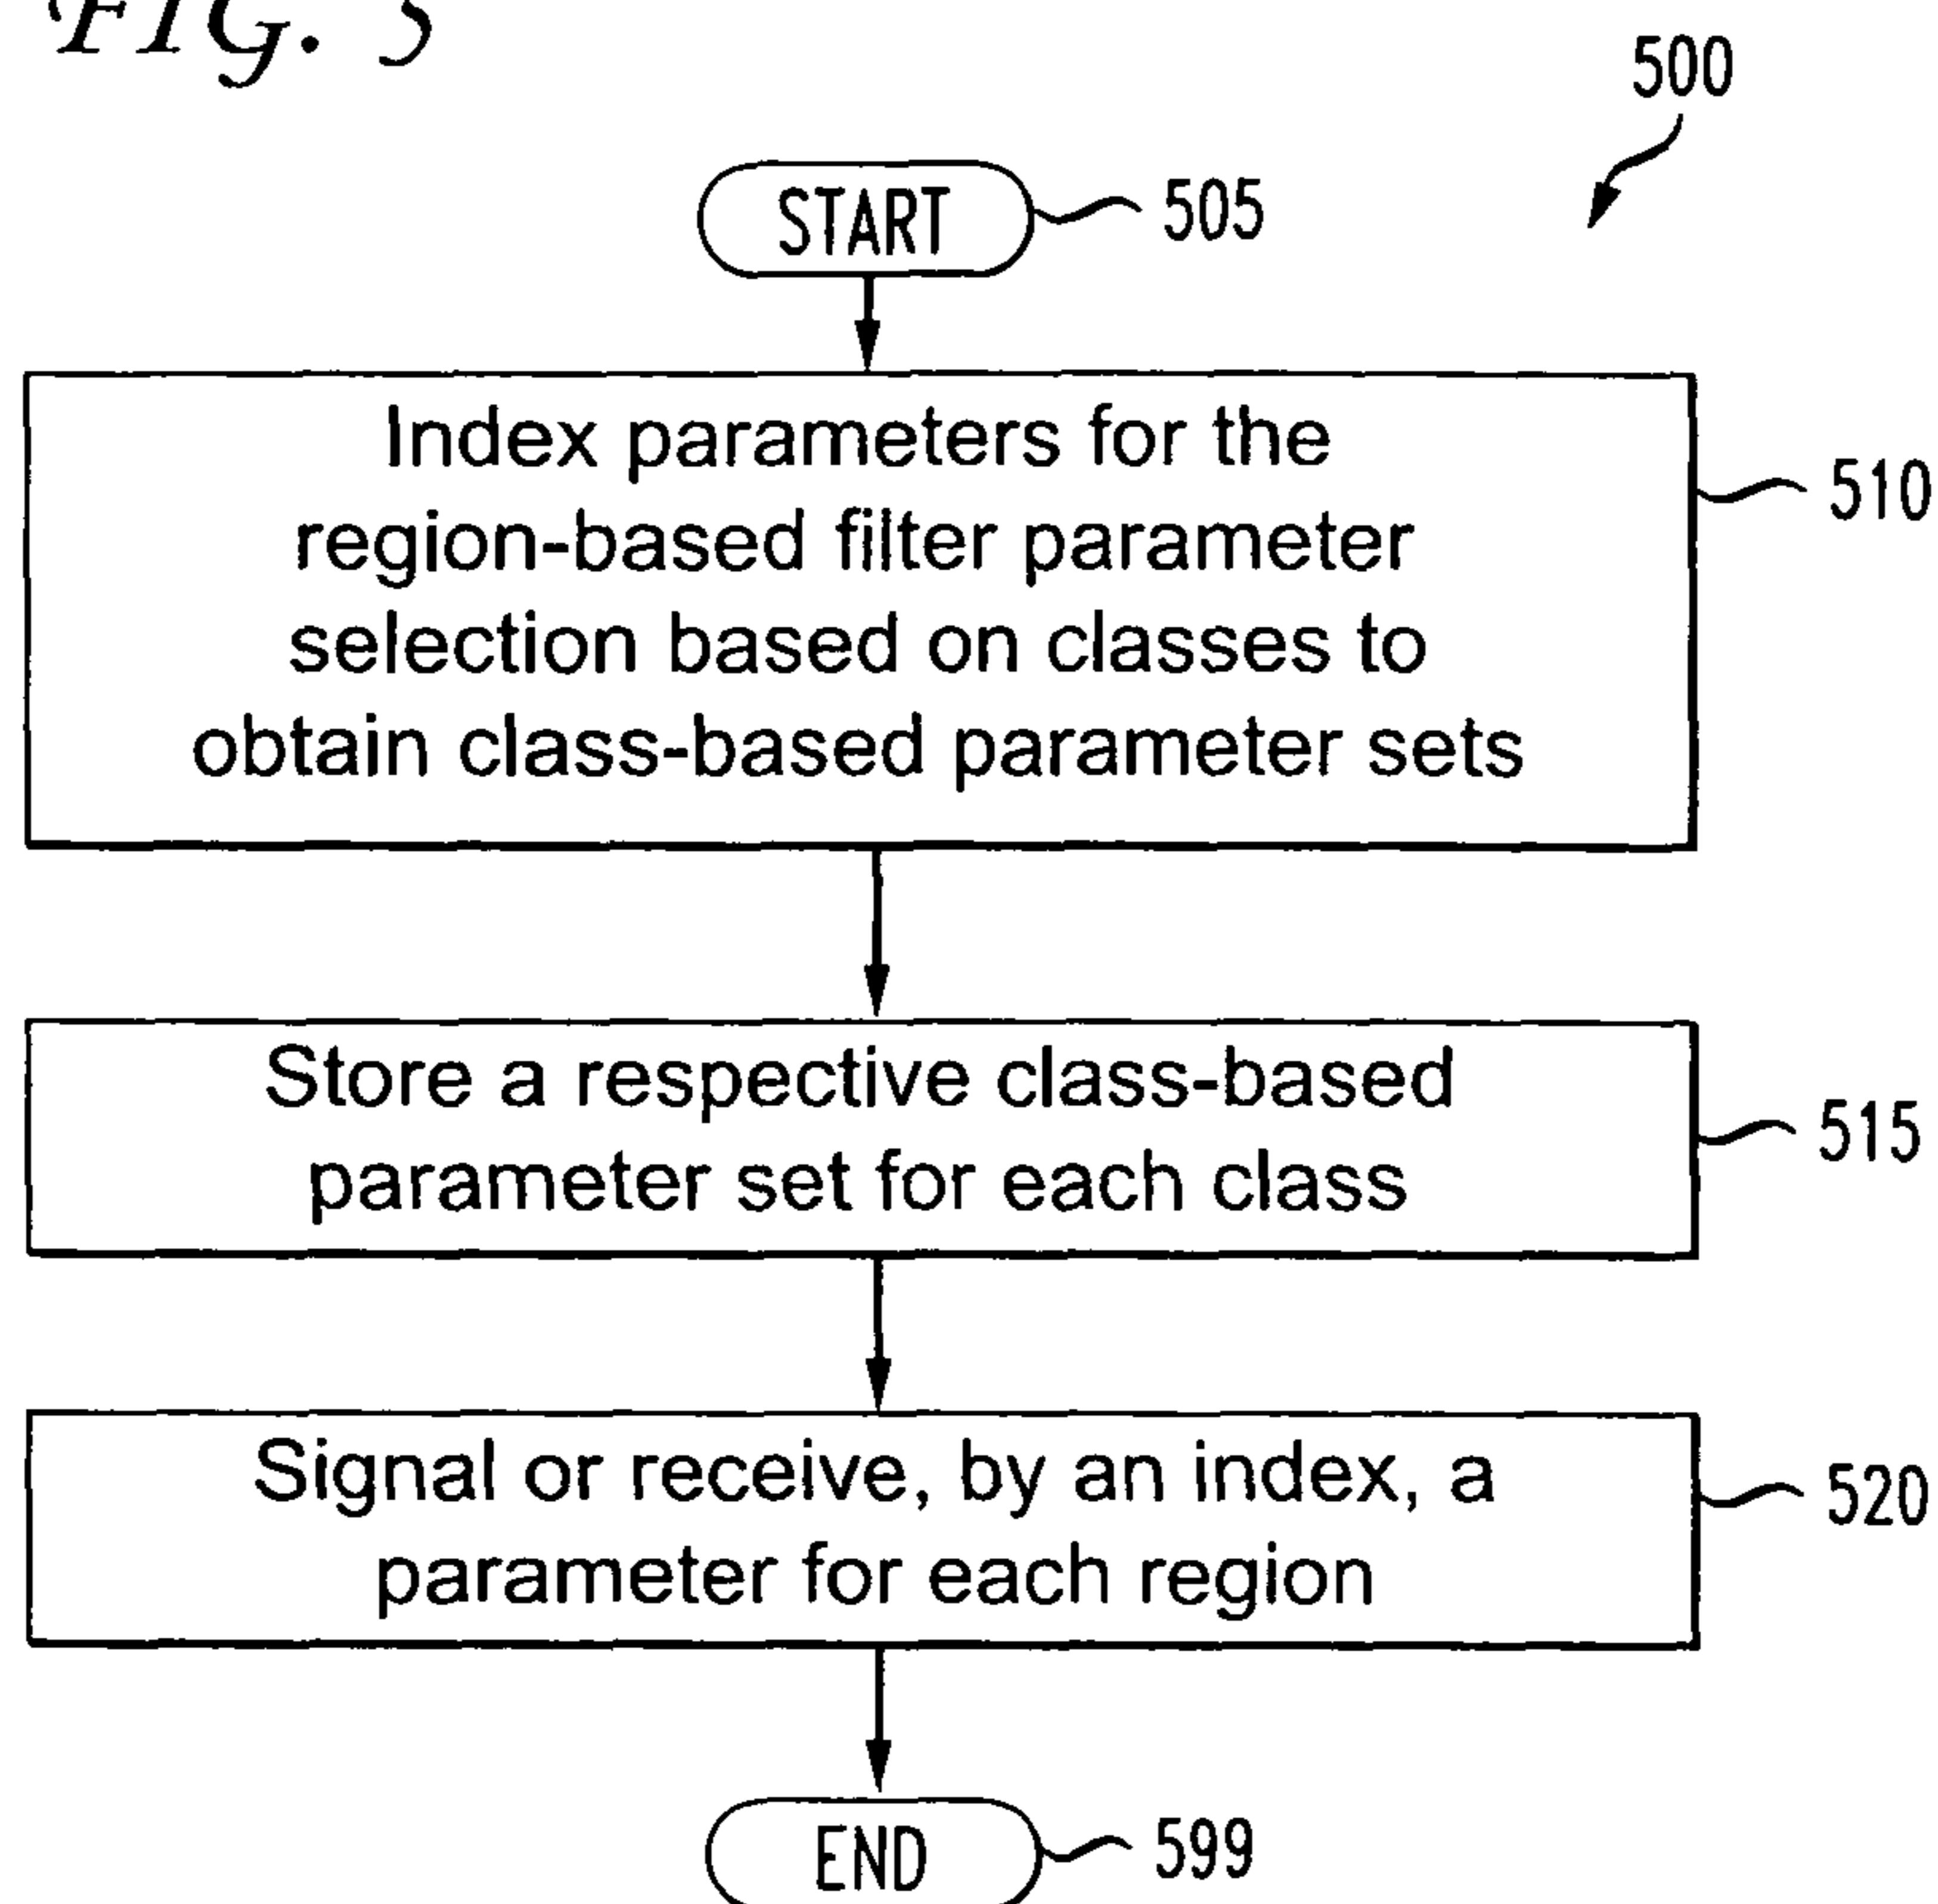 FIG. 5
500
START
505
Index parameters for the
region-based filter parameter
selection based on classes to
obtain class-based parameter sets
510
Store a respective class-based
parameter set for each class
515
Signal or receive, by an index, a
parameter for each region
520
END
599